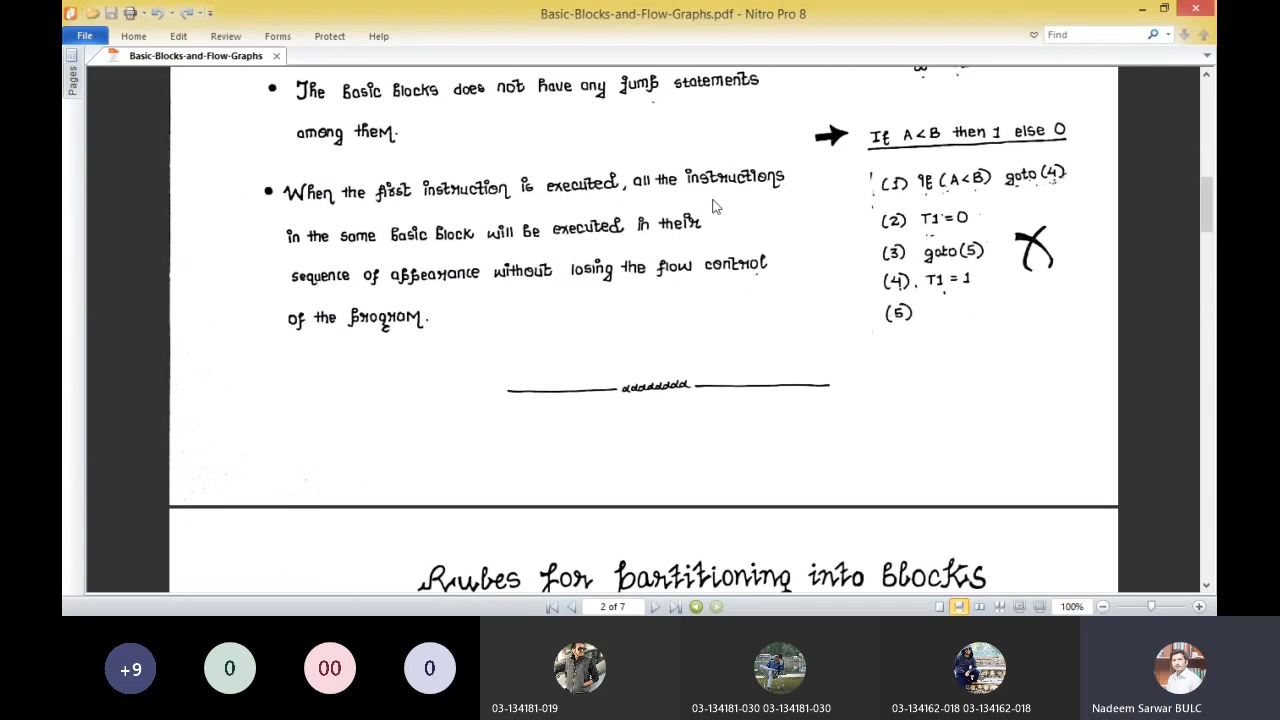 Basic-Blocks-and-Flow-Graphs.pdf - Nitro Pro 8
File Home Edit Review Forms Protect Help
Find
Basic-Blocks-and-Flow-Graphs
Pages
• The Basic Blocks does not have any jump statements
among them.
• When the first instruction is executed, all the instructions
in the same Basic Block will be executed in their
sequence of appearance without losing the flow control
of the program.
If A<B then 1 else 0
(1) If (A<B) goto (4)
(2) T1 = 0
(3) goto (5)
(4). T1 = 1
(5)
Rules for partitioning into Blocks
2 of 7
100%
+9
0
00
0
03-134181-019
03-134181-030 03-134181-030
03-134162-018 03-134162-018
Nadeem Sarwar BULC